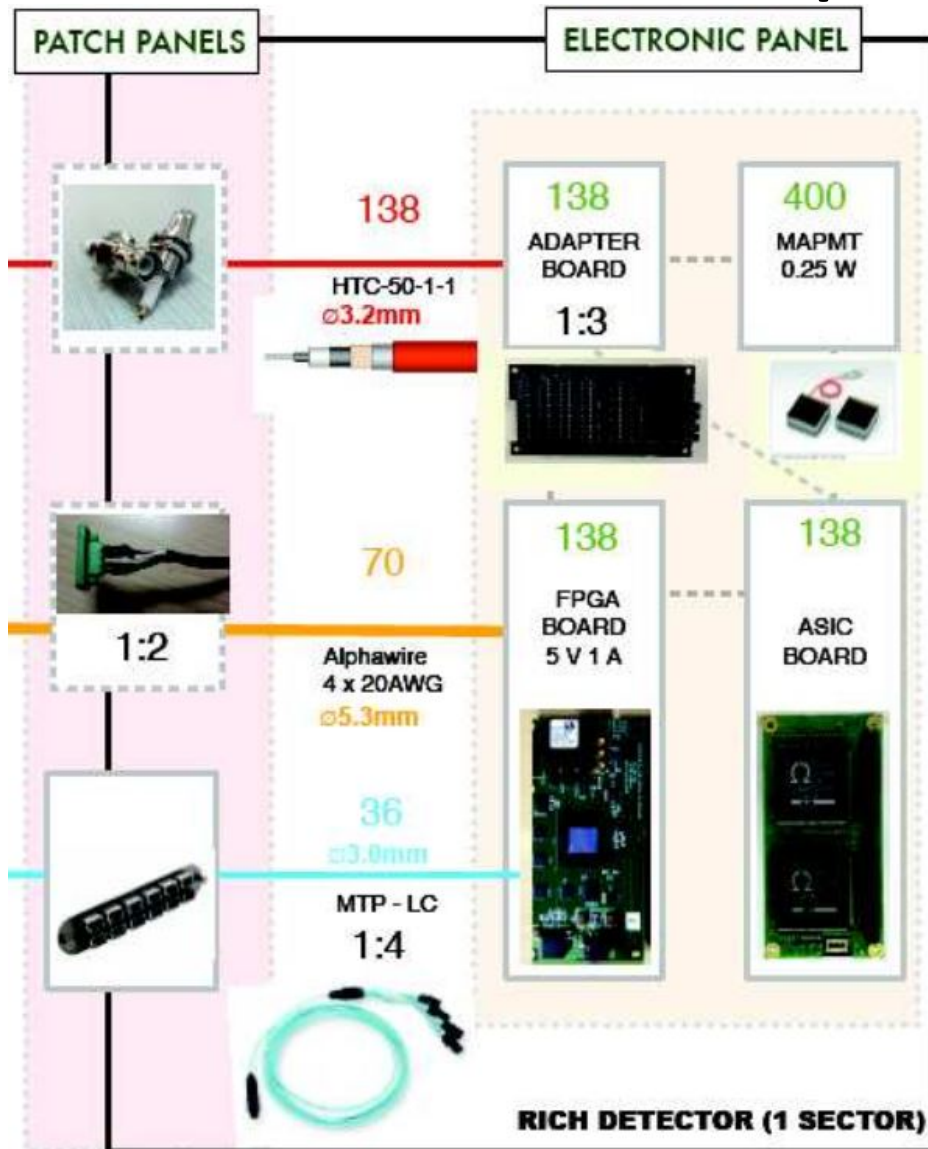 PATCH PANELS
ELECTRONIC PANEL
138
HTC-50-1-1
⌀3.2mm
138
ADAPTER
BOARD
1:3
400
MAPMT
0.25 W
1:2
70
Alphawire
4 x 20AWG
⌀5.3mm
138
FPGA
BOARD
5 V 1 A
138
ASIC
BOARD
36
⌀3.0mm
MTP - LC
1:4
RICH DETECTOR (1 SECTOR)